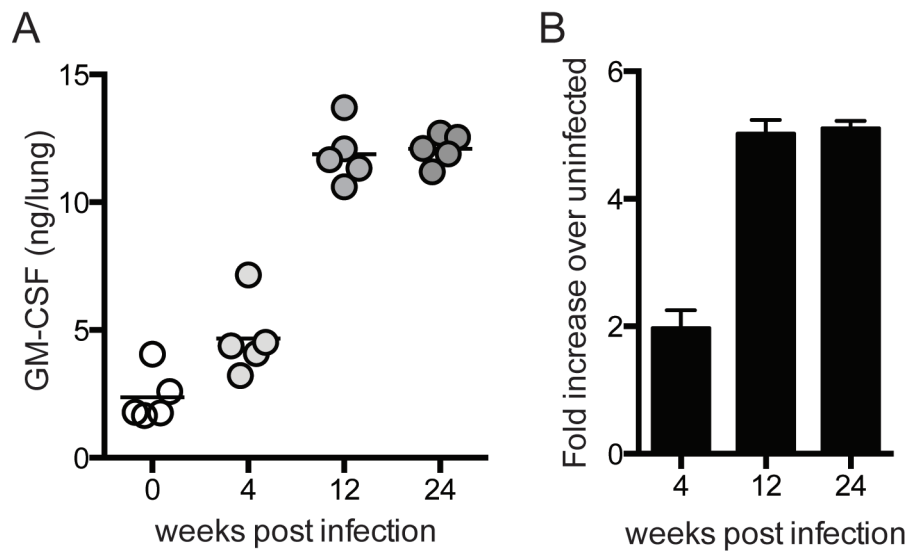 A
GM-CSF (ng/lung)
15
10
5
0
0 4 12 24
weeks post infection
B
Fold increase over uninfected
6
4
2
0
4 12 24
weeks post infection